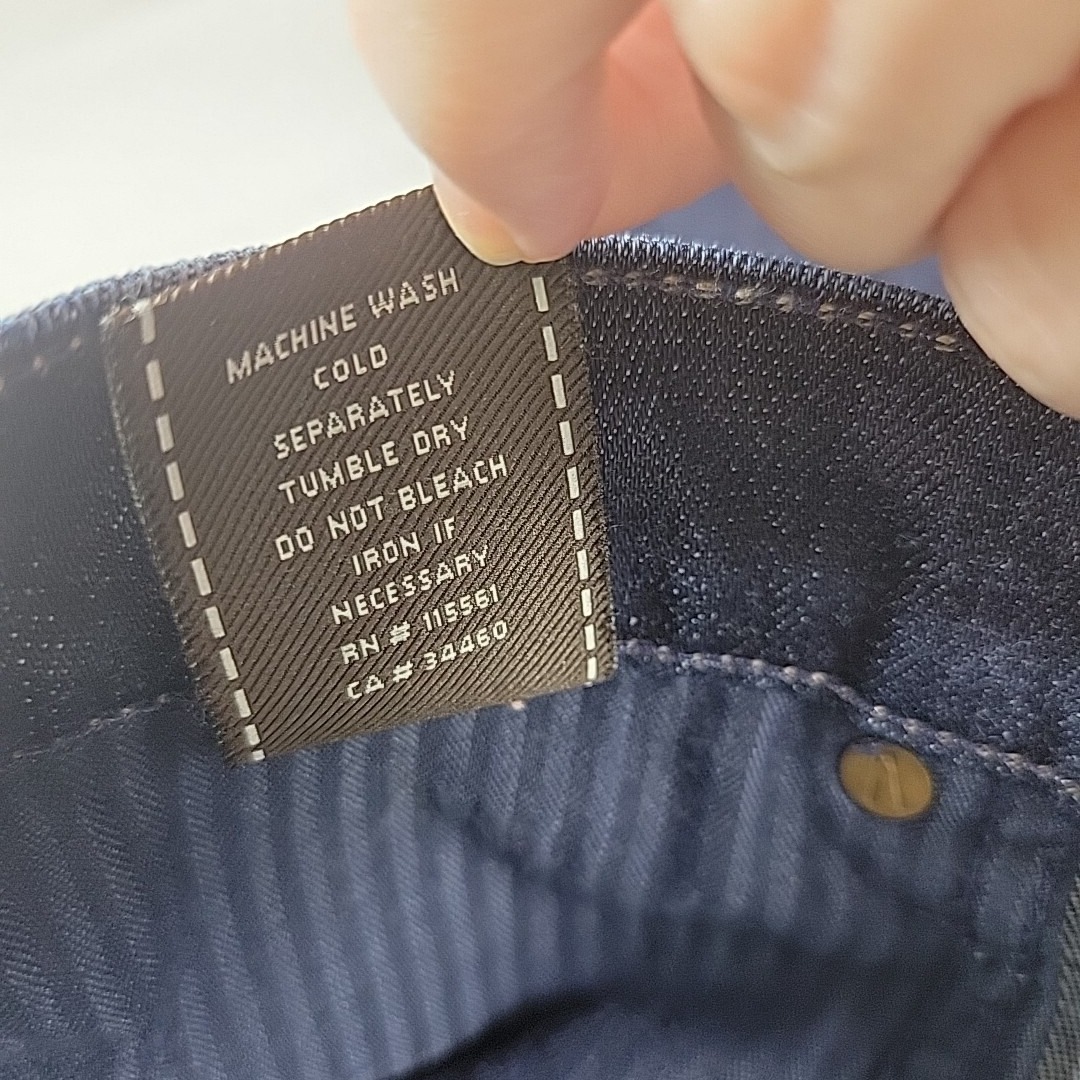 MACHINE WASH
COLD
SEPARATELY
TUMBLE DRY
DO NOT BLEACH
IRON IF
NECESSARY
RN # 115561
CA # 34460